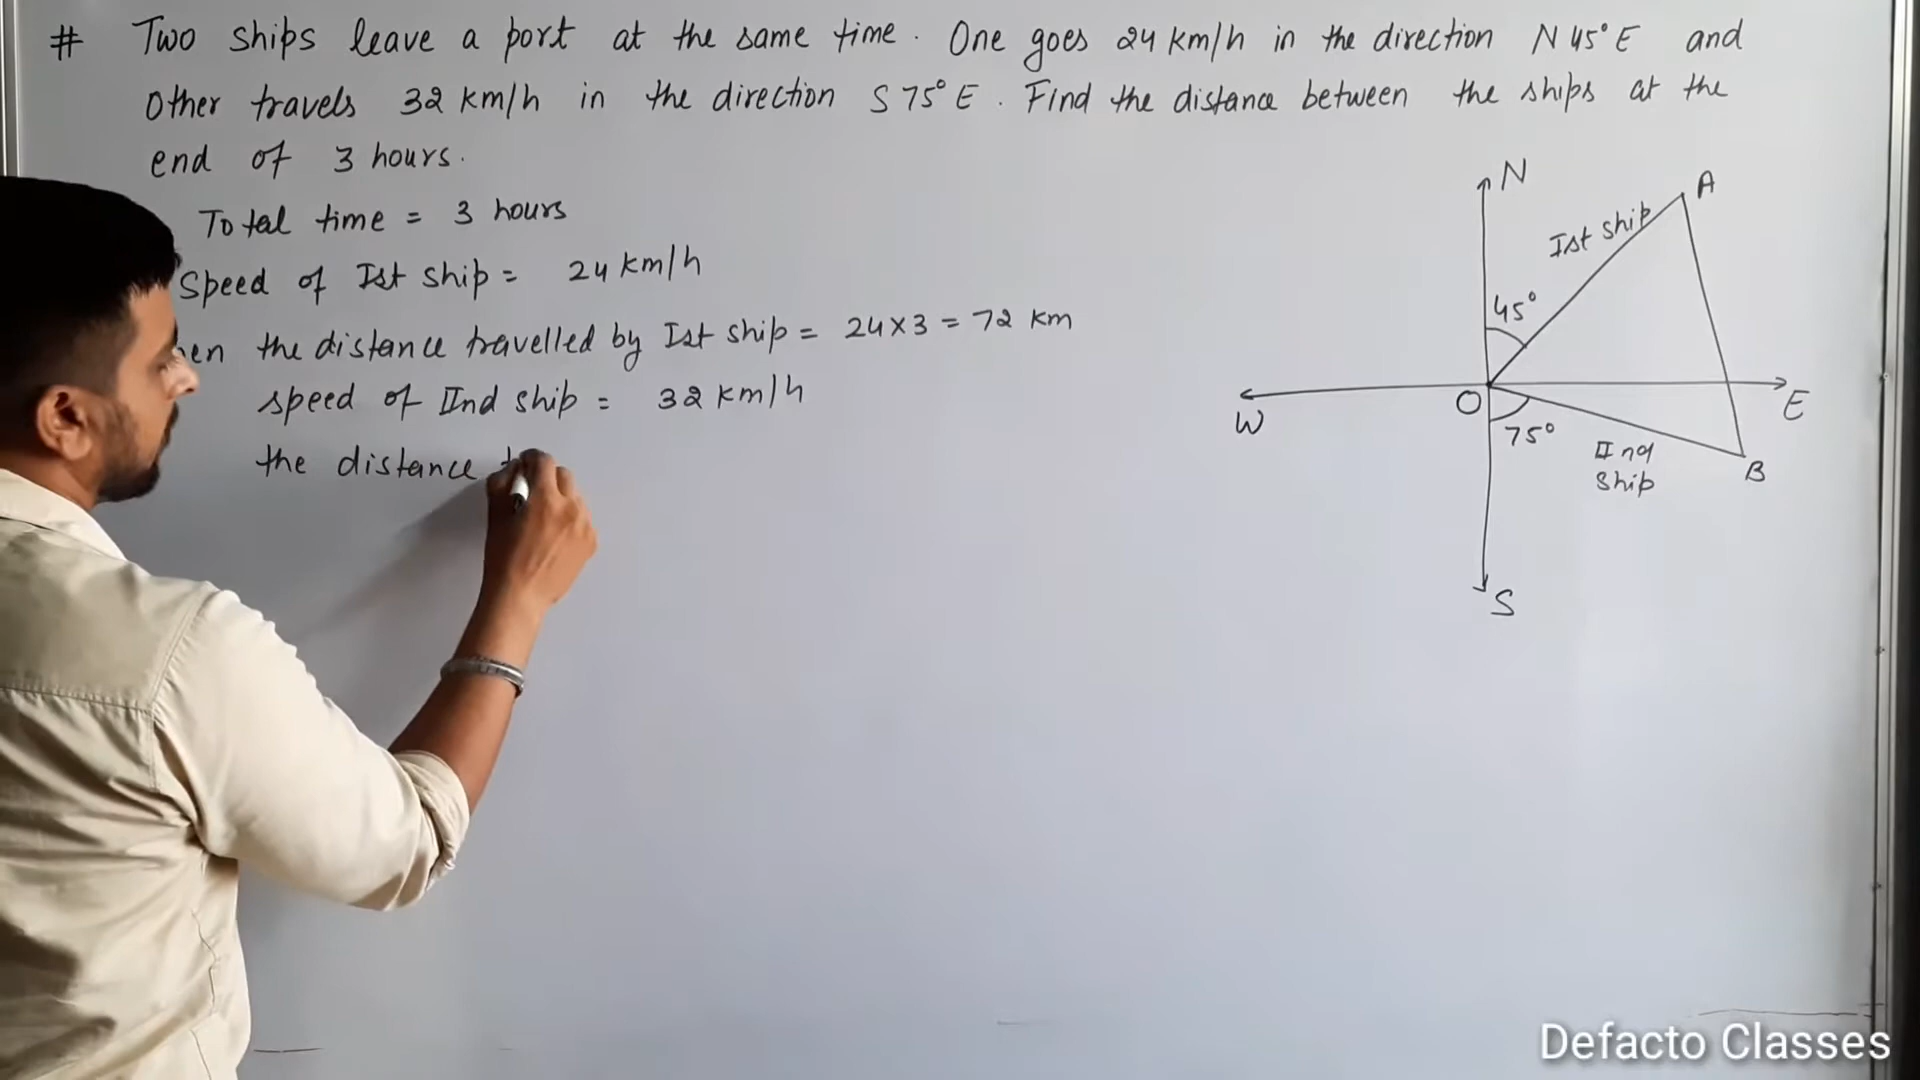 # Two ships leave a port at the same time. One goes 24 km/h in the direction N 45° E and
Other travels 32 km/h in the direction S 75° E. Find the distance between the ships at the
end of 3 hours.
Total time = 3 hours
Speed of Ist ship = 24 km/h
the distance travelled by Ist ship = 24 × 3 = 72 km
speed of IInd ship = 32 km/h
the distance
N
A
Ist ship
45°
W
O
E
75°
IInd
ship
B
S
Defacto Classes